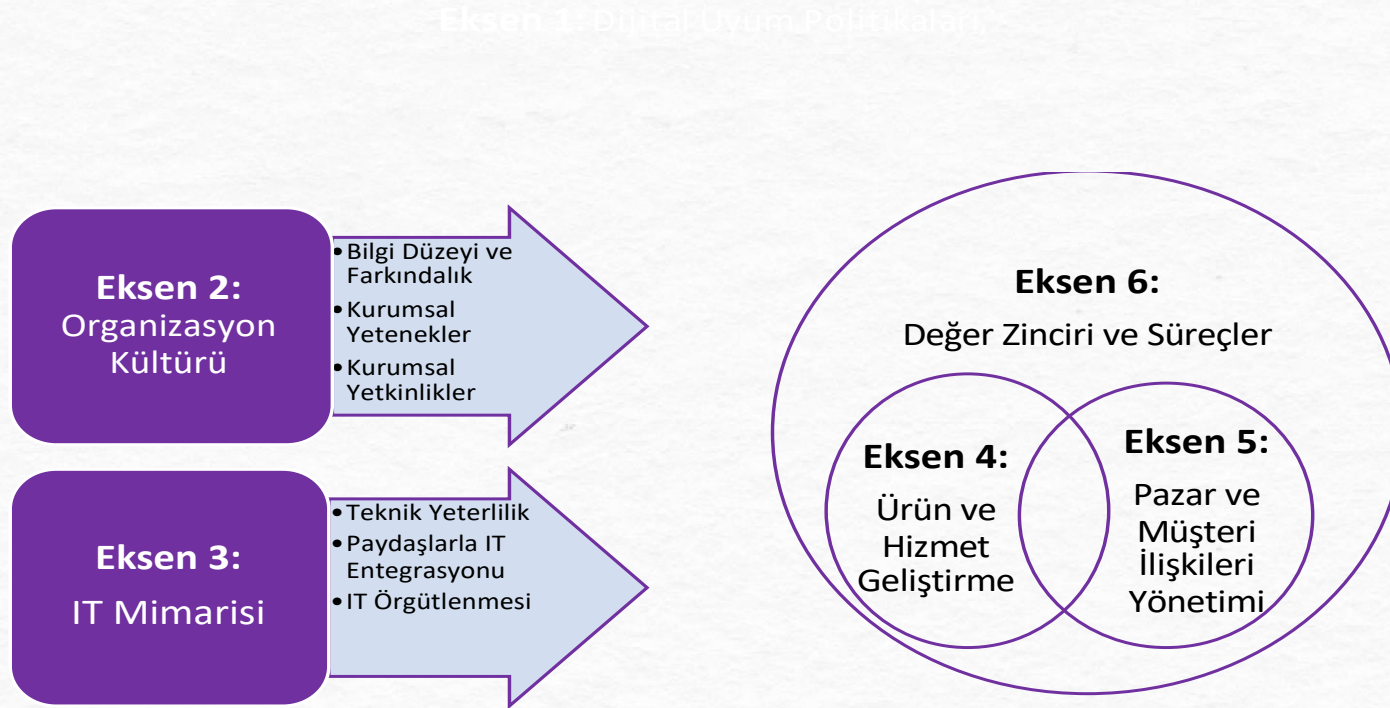 Eksen 1: Dijital Uyum Politikaları
Eksen 2:
Organizasyon
Kültürü
•Bilgi Düzeyi ve
Farkındalık
•Kurumsal
Yetenekler
•Kurumsal
Yetkinlikler
Eksen 3:
IT Mimarisi
•Teknik Yeterlilik
•Paydaşlarla IT
Entegrasyonu
•IT Örgütlenmesi
Eksen 6:
Değer Zinciri ve Süreçler
Eksen 4:
Ürün ve
Hizmet
Geliştirme
Eksen 5:
Pazar ve
Müşteri
İlişkileri
Yönetimi